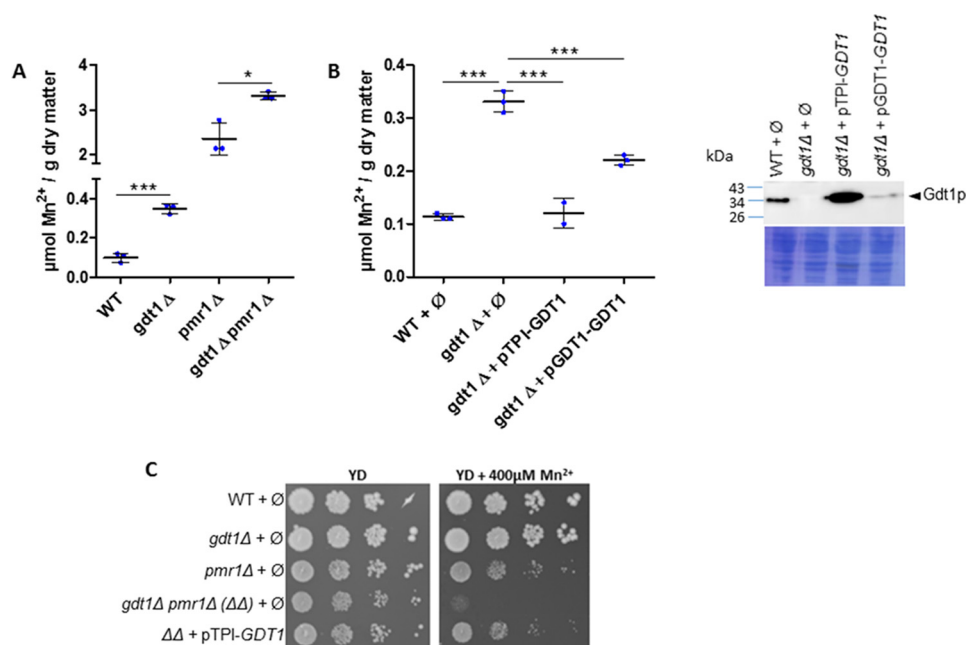 A
μmol Mn²⁺ / g dry matter
4
3
2
0.4
0.2
0.0
***
*
WT
gdt1Δ
pmr1Δ
gdt1Δpmr1Δ
B
μmol Mn²⁺ / g dry matter
0.4
0.3
0.2
0.1
0.0
***
*** ***
WT + Ø
gdt1 Δ + Ø
gdt1 Δ + pTPI-GDT1
gdt1 Δ + pGDT1-GDT1
WT + Ø
gdt1Δ + Ø
gdt1Δ + pTPI-GDT1
gdt1Δ + pGDT1-GDT1
kDa
43
34
26
Gdt1p
C
YD YD + 400μM Mn²⁺
WT + Ø
gdt1Δ + Ø
pmr1Δ + Ø
gdt1Δ pmr1Δ (ΔΔ) + Ø
ΔΔ + pTPI-GDT1